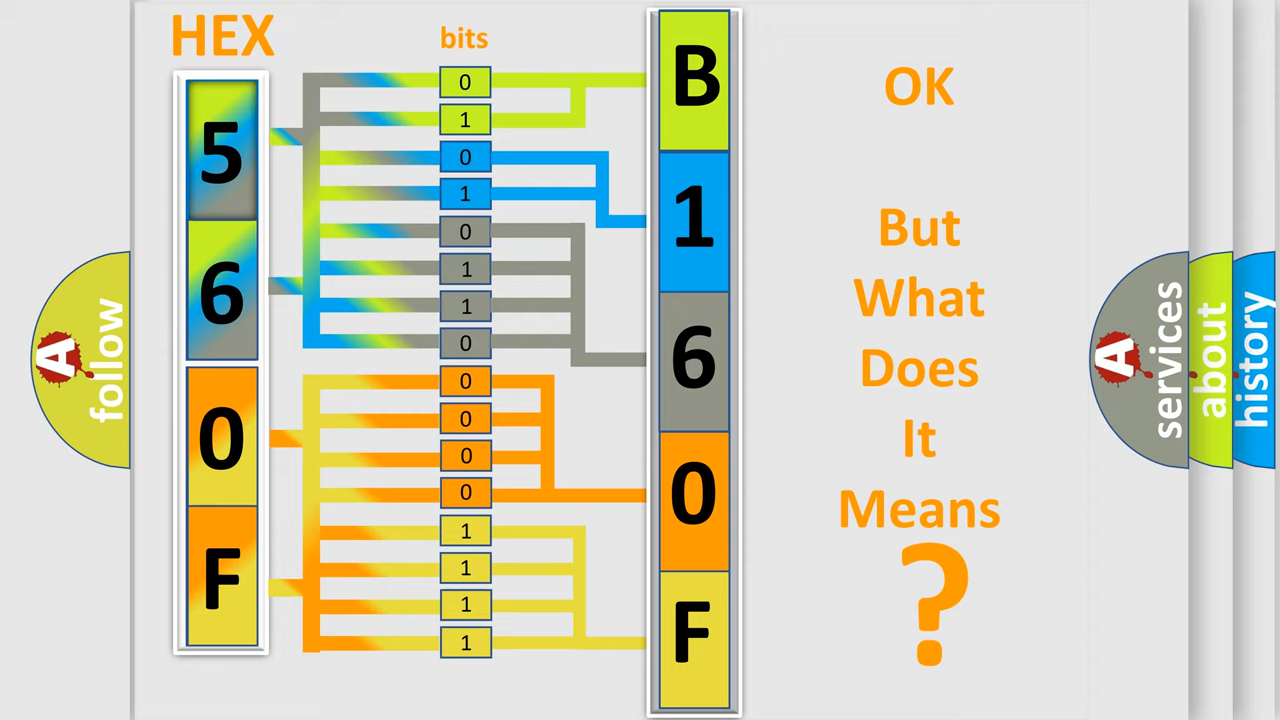 HEX
bits
5
6
0
F
0
1
0
1
0
1
1
0
0
0
0
0
1
1
1
1
B
1
6
0
F
OK
But
What
Does
It
Means
?
A
follow
A
services
about
history